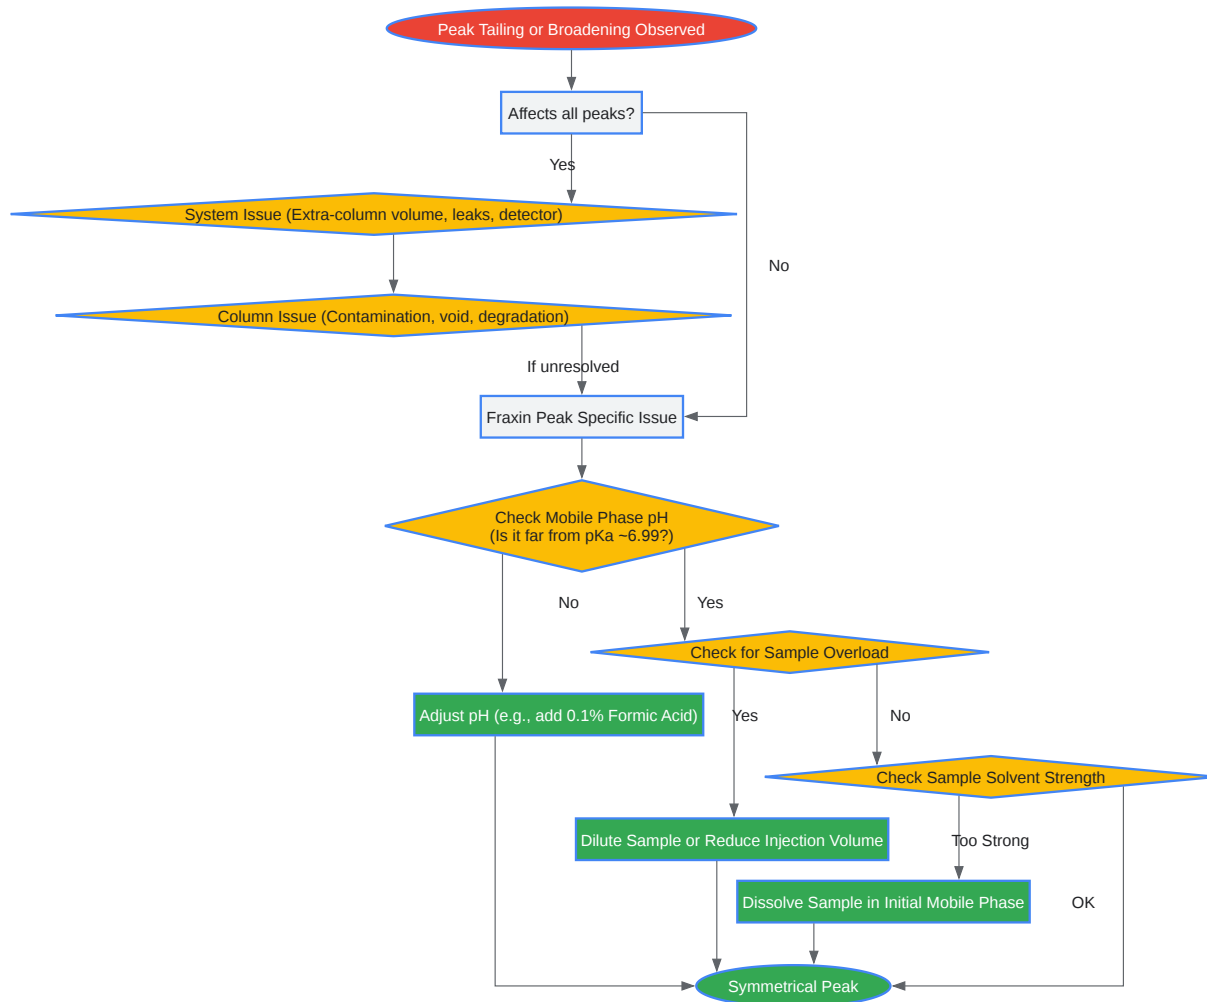 Peak Tailing or Broadening Observed
Affects all peaks?
Yes
System Issue (Extra-column volume, leaks, detector)
No
Column Issue (Contamination, void, degradation)
If unresolved
Fraxin Peak Specific Issue
Check Mobile Phase pH
(Is it far from pKa ~6.99?)
No
Yes
Check for Sample Overload
Adjust pH (e.g., add 0.1% Formic Acid)
Yes
No
Check Sample Solvent Strength
Dilute Sample or Reduce Injection Volume
Too Strong
Dissolve Sample in Initial Mobile Phase
OK
Symmetrical Peak